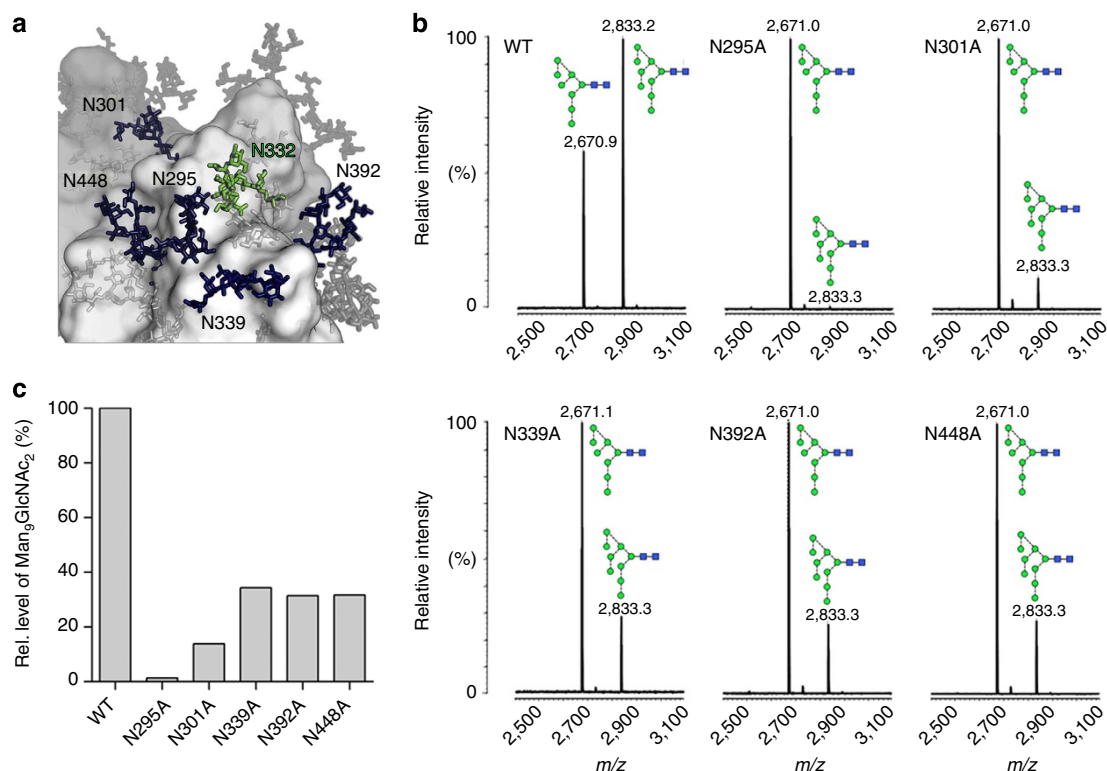 a
N301
N332
N448
N295
N392
N339
b
WT
2,833.2
2,670.9
N295A
2,671.0
2,833.3
N301A
2,671.0
2,833.3
Relative intensity
(%)
100
0
2,500
2,700
2,900
3,100
2,500
2,700
2,900
3,100
2,500
2,700
2,900
3,100
c
Rel. level of Man9GlcNAc2 (%)
100
80
60
40
20
0
WT
N295A
N301A
N339A
N392A
N448A
N339A
2,671.1
2,833.3
N392A
2,671.0
2,833.3
N448A
2,671.0
2,833.3
Relative intensity
(%)
100
0
2,500
2,700
2,900
3,100
2,500
2,700
2,900
3,100
2,500
2,700
2,900
3,100
m/z
m/z
m/z